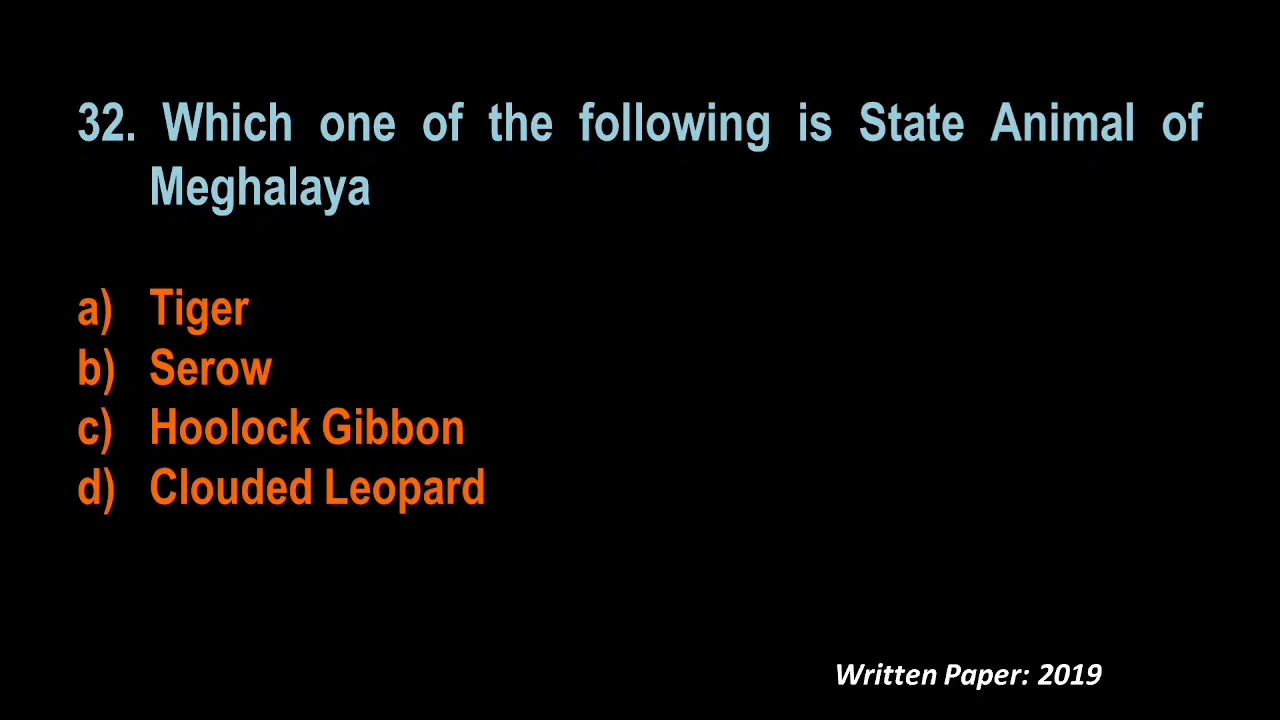 32. Which one of the following is State Animal of
Meghalaya
a) Tiger
b) Serow
c) Hoolock Gibbon
d) Clouded Leopard
Written Paper: 2019